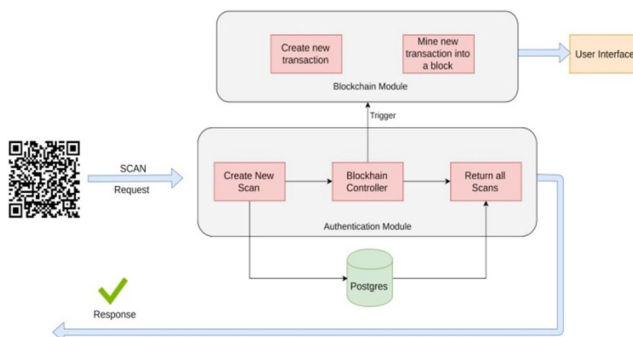 Create new
transaction
Mine new
transaction into
a block
User Interface
Blockchain Module
Trigger
SCAN
Request
Create New
Scan
Blockhain
Controller
Return all
Scans
Authentication Module
Postgres
Response